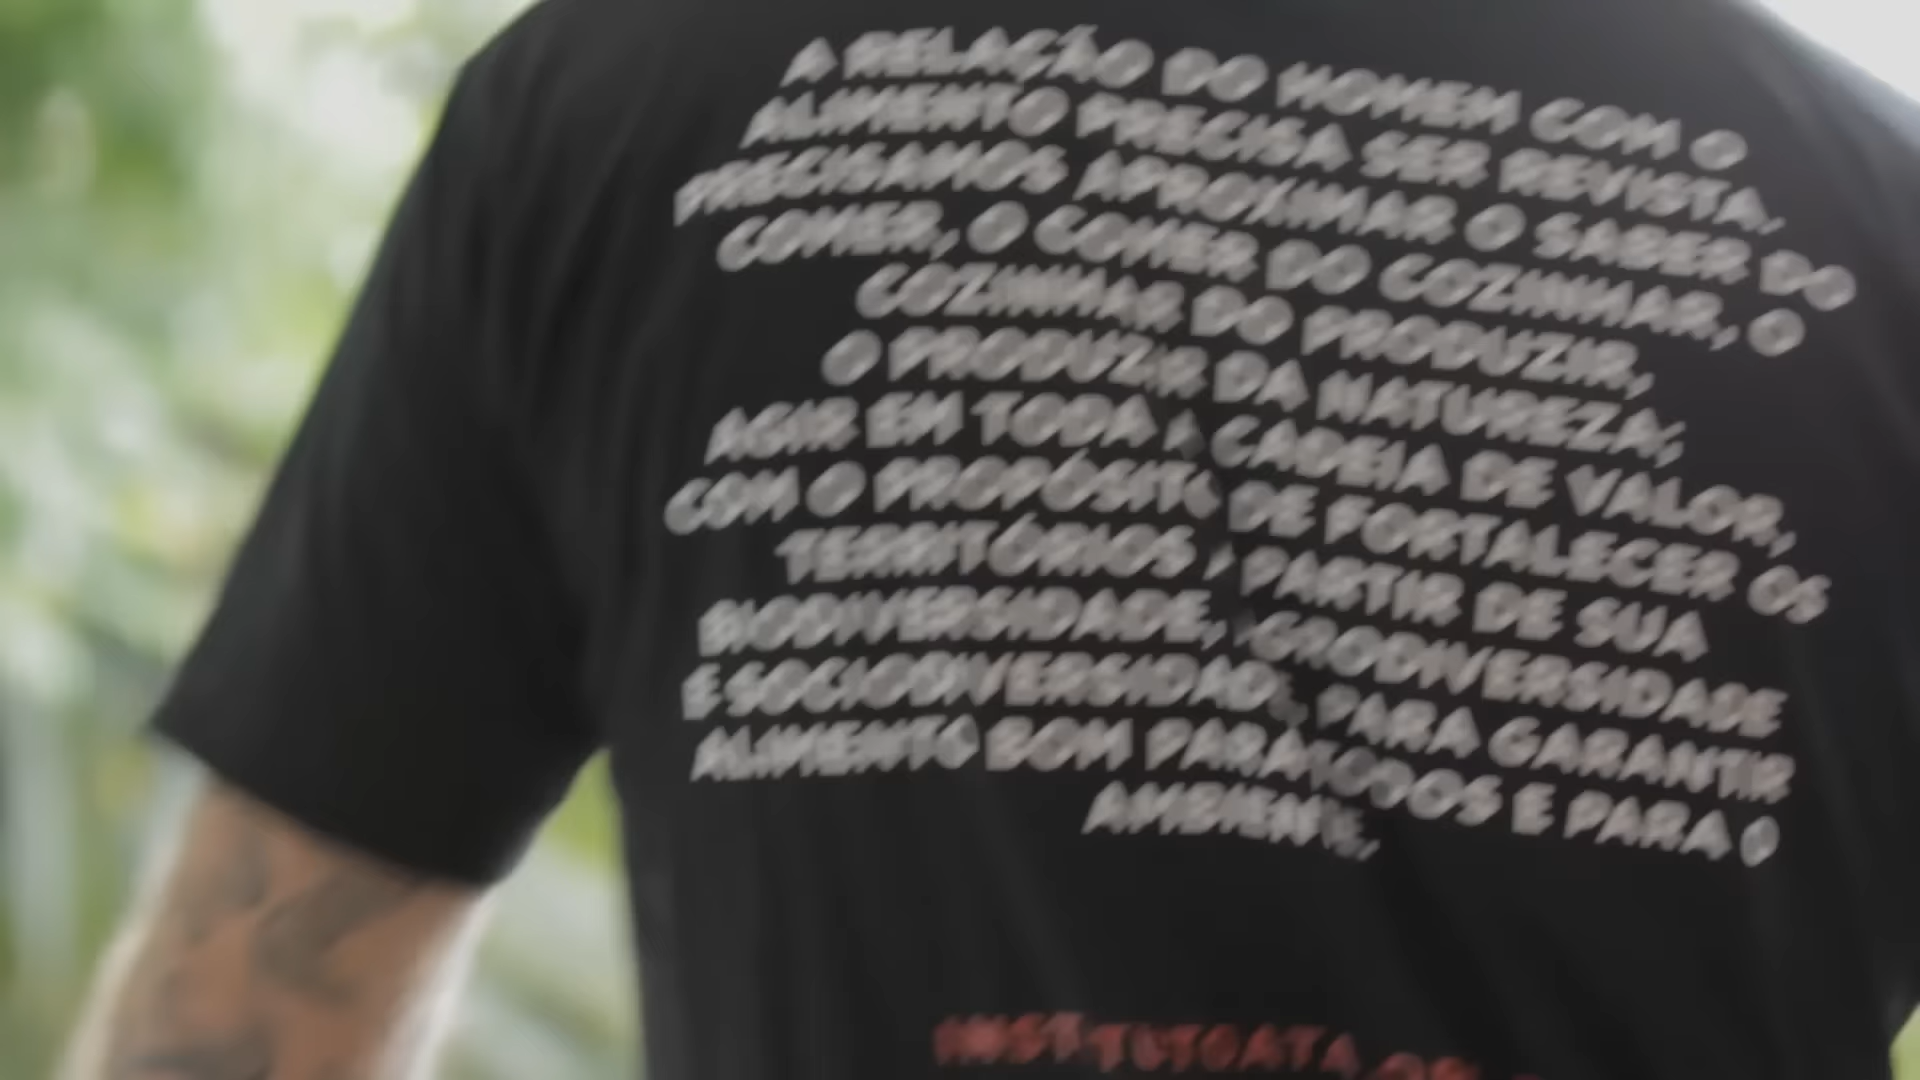 A RELAÇÃO DO HOMEM COM O
ALIMENTO PRECISA SER REVISTA.
PRECISAMOS APROXIMAR O SABER DO
COMER, O COMER DO COZINHAR, O
COZINHAR DO PRODUZIR,
O PRODUZIR DA NATUREZA;
AGIR EM TODA A CADEIA DE VALOR,
COM O PROPÓSITO DE FORTALECER OS
TERRITÓRIOS A PARTIR DE SUA
BIODIVERSIDADE, AGRODIVERSIDADE
E SOCIODIVERSIDADE, PARA GARANTIR
ALIMENTO BOM PARA TODOS E PARA O
AMBIENTE.